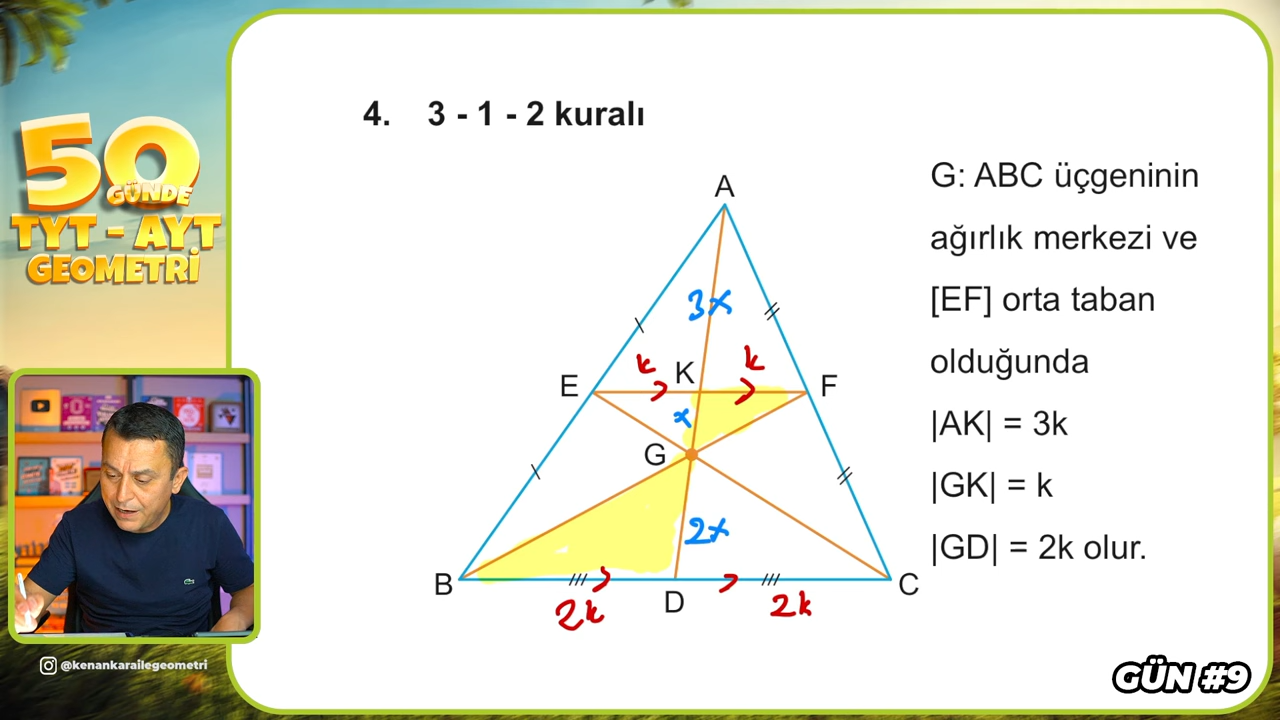 50
GÜNDE
TYT - AYT
GEOMETRİ
4. 3 - 1 - 2 kuralı
A
3x
k
K
k
E
F
x
G
2x
B
D
C
2k
2k
G: ABC üçgeninin
ağırlık merkezi ve
[EF] orta taban
olduğunda
|AK| = 3k
|GK| = k
|GD| = 2k olur.
@kenankarailegeometri
GÜN #9